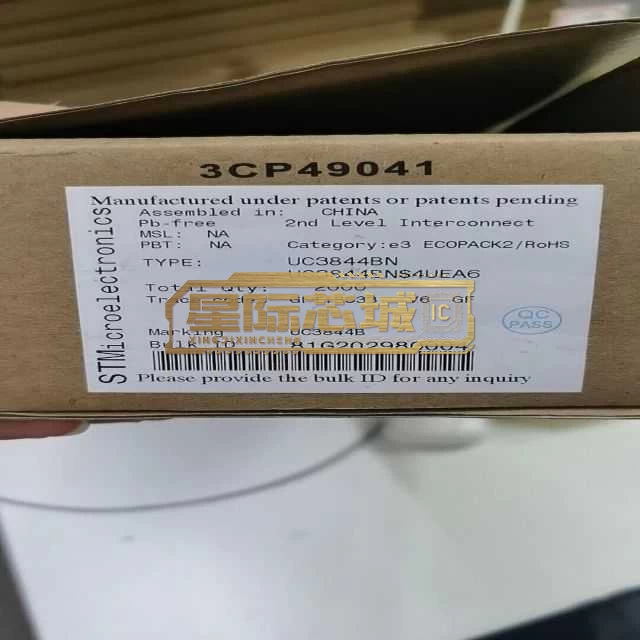 3CP49041
Manufactured under patents or patents pending
Assembled in: CHINA
Pb-free 2nd Level Interconnect
MSL: NA
PBT: NA Category:e3 ECOPACK2/RoHS
TYPE: UC3844BN
Total Qty: 2000
Marking UC3844B
Please provide the bulk ID for any inquiry
STMicroelectronics
QC
PASS
星际芯城 IC
XINGJIXINCHENG